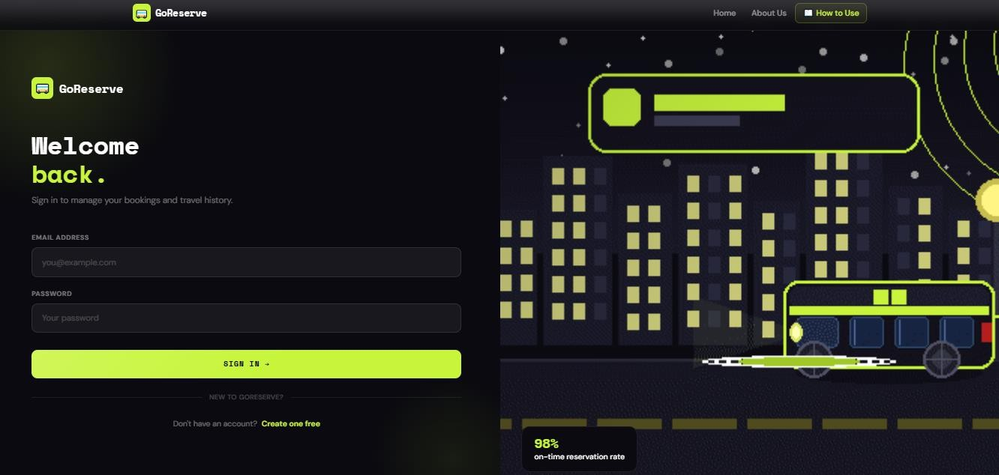 GoReserve
Home About Us How to Use
GoReserve
Welcome
back.
Sign in to manage your bookings and travel history.
EMAIL ADDRESS
you@example.com
PASSWORD
Your password
SIGN IN →
NEW TO GORESERVE?
Don't have an account? Create one free
98%
on-time reservation rate